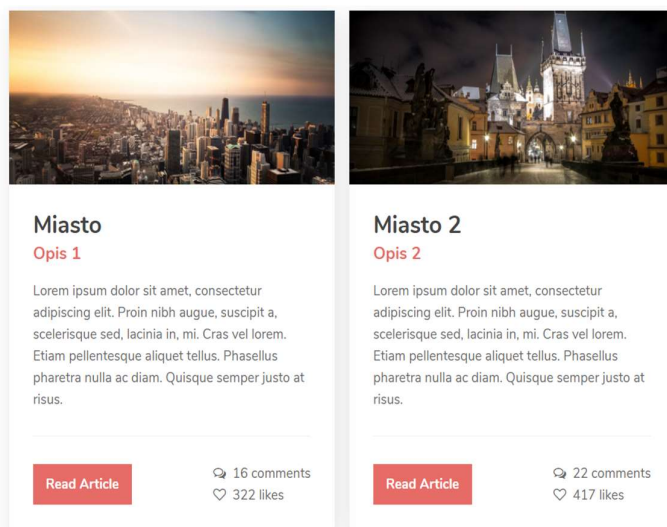 Miasto
Opis 1
Lorem ipsum dolor sit amet, consectetur
adipiscing elit. Proin nibh augue, suscipit a,
scelerisque sed, lacinia in, mi. Cras vel lorem.
Etiam pellentesque aliquet tellus. Phasellus
pharetra nulla ac diam. Quisque semper justo at
risus.
Read Article
16 comments
322 likes
Miasto 2
Opis 2
Lorem ipsum dolor sit amet, consectetur
adipiscing elit. Proin nibh augue, suscipit a,
scelerisque sed, lacinia in, mi. Cras vel lorem.
Etiam pellentesque aliquet tellus. Phasellus
pharetra nulla ac diam. Quisque semper justo at
risus.
Read Article
22 comments
417 likes